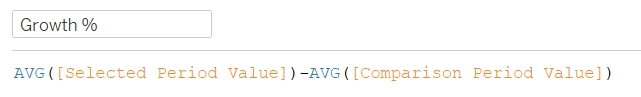 Growth %
AVG([Selected Period Value])-AVG([Comparison Period Value])